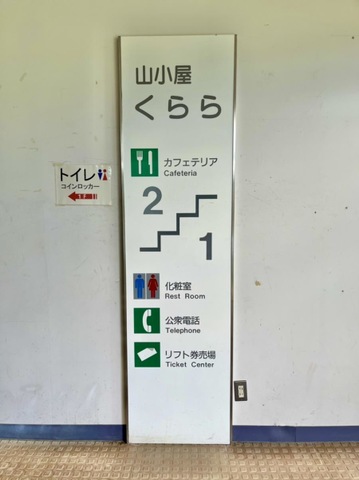 山小屋
くらら
カフェテリア
Cafeteria
2
1
化粧室
Rest Room
公衆電話
Telephone
リフト券売場
Ticket Center
トイレ
コインロッカー